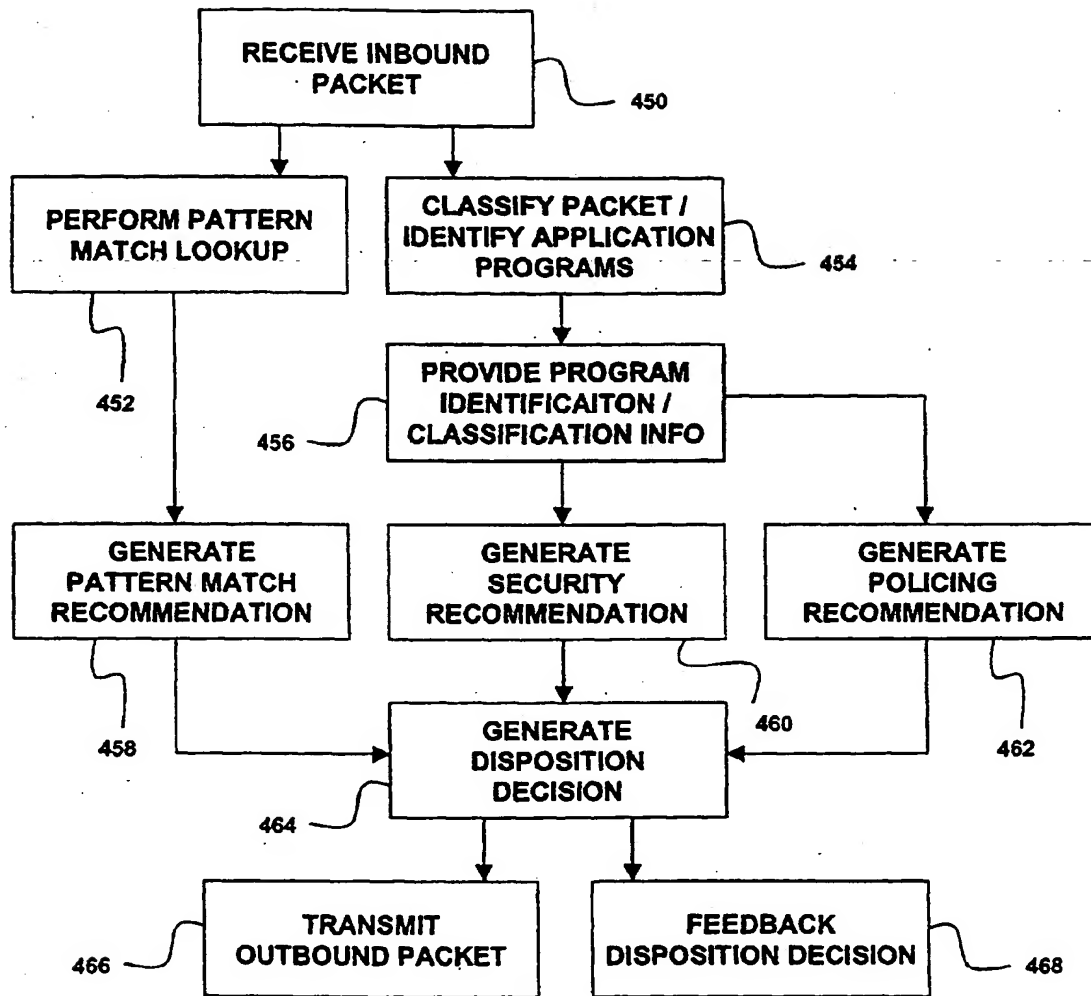 RECEIVE INBOUND
PACKET
450
PERFORM PATTERN
MATCH LOOKUP
452
CLASSIFY PACKET /
IDENTIFY APPLICATION
PROGRAMS
454
PROVIDE PROGRAM
IDENTIFICAITON /
CLASSIFICATION INFO
456
GENERATE
PATTERN MATCH
RECOMMENDATION
458
GENERATE
SECURITY
RECOMMENDATION
460
GENERATE
POLICING
RECOMMENDATION
462
GENERATE
DISPOSITION
DECISION
464
TRANSMIT
OUTBOUND PACKET
466
FEEDBACK
DISPOSITION DECISION
468